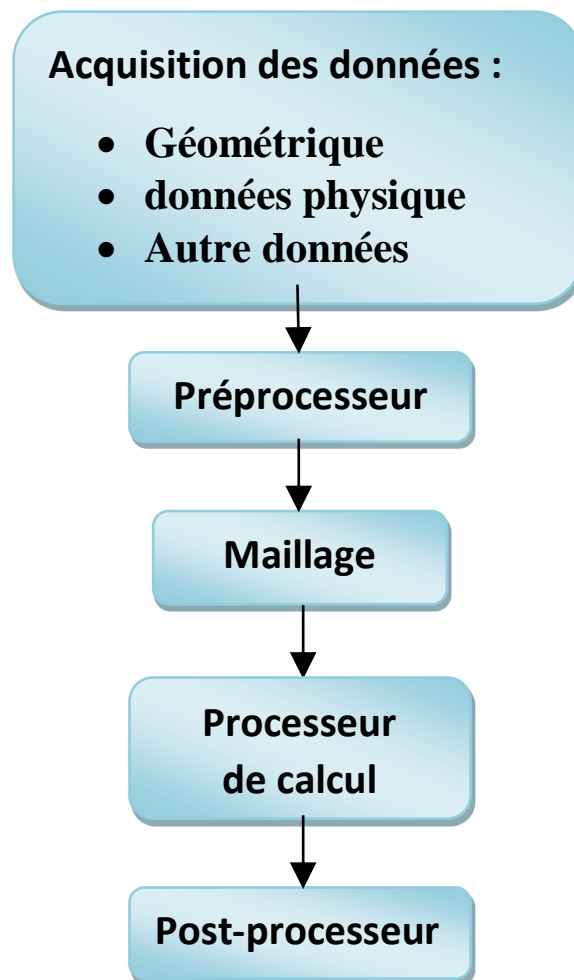 Acquisition des données :
• Géométrique
• données physique
• Autre données
Préprocesseur
Maillage
Processeur
de calcul
Post-processeur